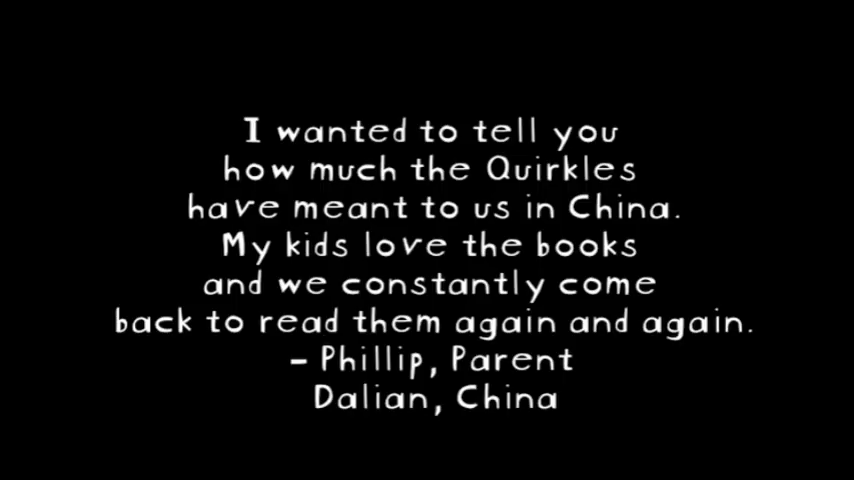 I wanted to tell you
how much the Quirkles
have meant to us in China.
My kids love the books
and we constantly come
back to read them again and again.
– Phillip, Parent
Dalian, China